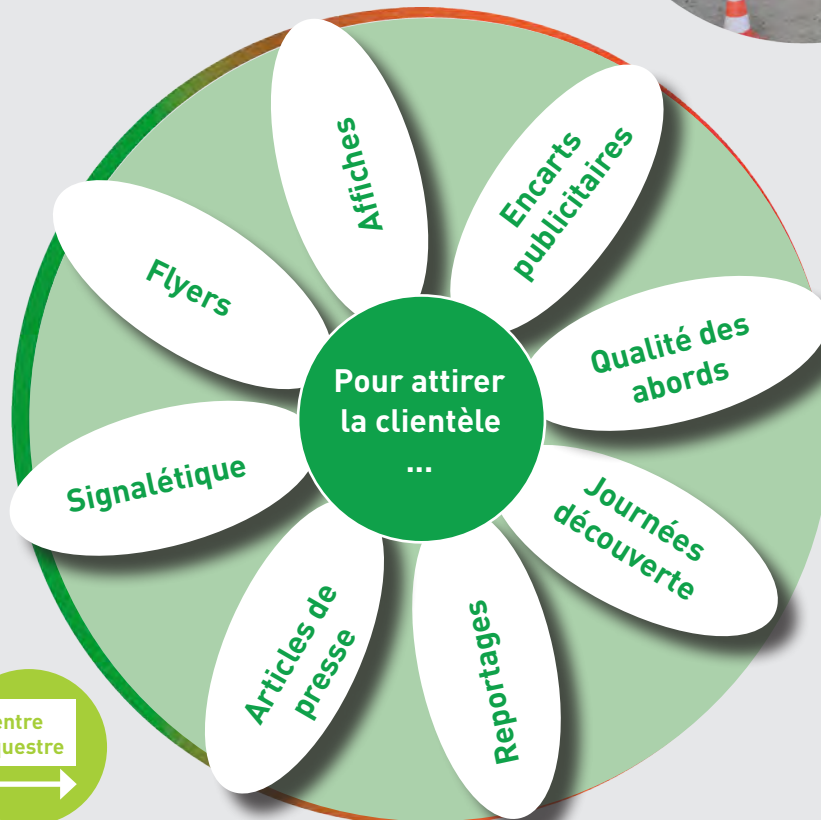 Affiches
Encarts
publicitaires
Flyers
Qualité des
abords
Pour attirer
la clientèle
...
Signalétique
Journées
découverte
Articles de
presse
Reportages
entre
questre